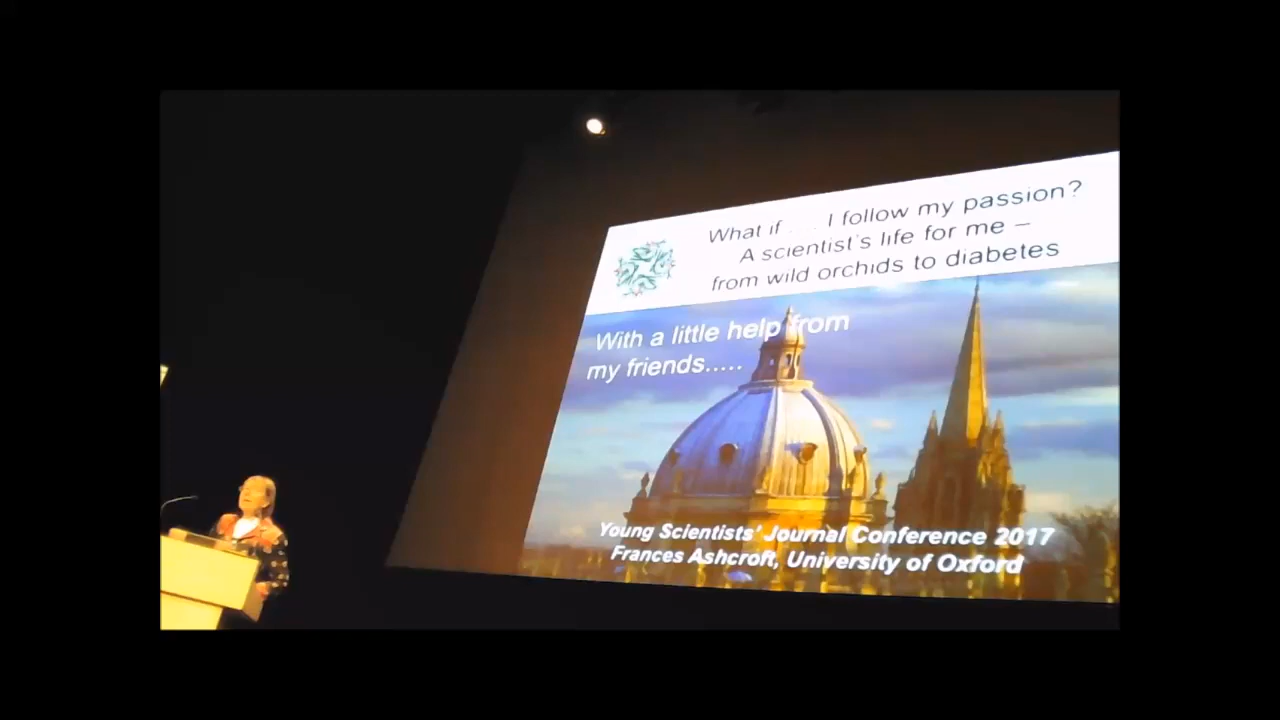 What if .... I follow my passion?
A scientist's life for me –
from wild orchids to diabetes
With a little help from
my friends.....
Young Scientists' Journal Conference 2017
Frances Ashcroft, University of Oxford